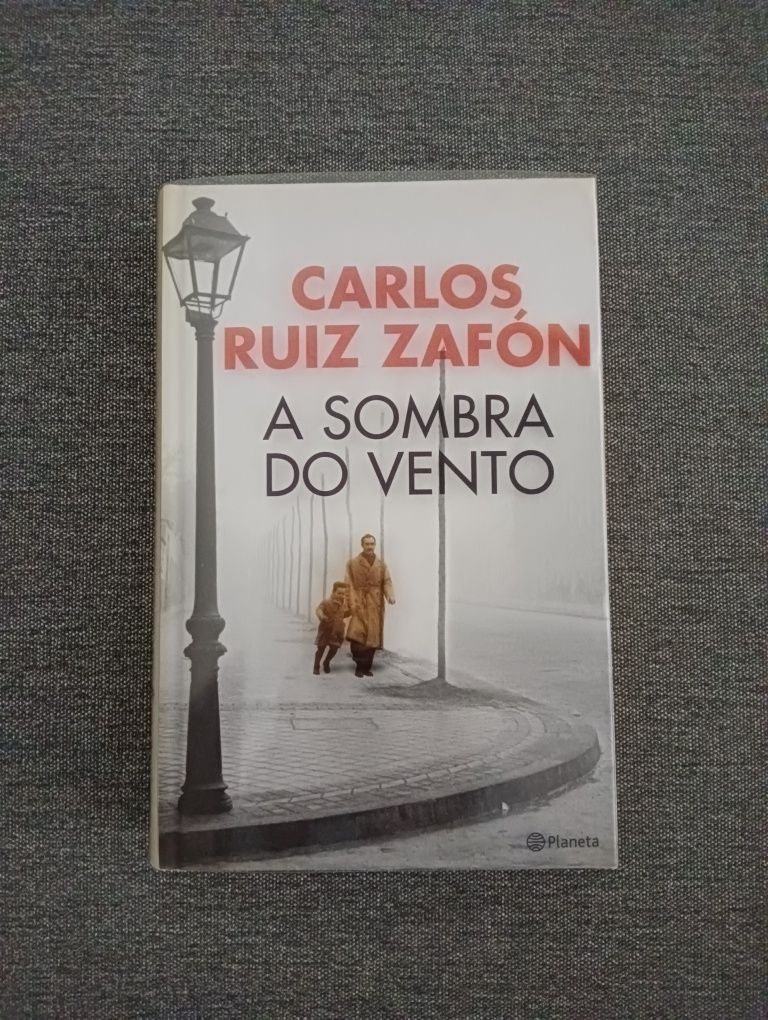 CARLOS
RUIZ ZAFÓN
A SOMBRA
DO VENTO
Planeta